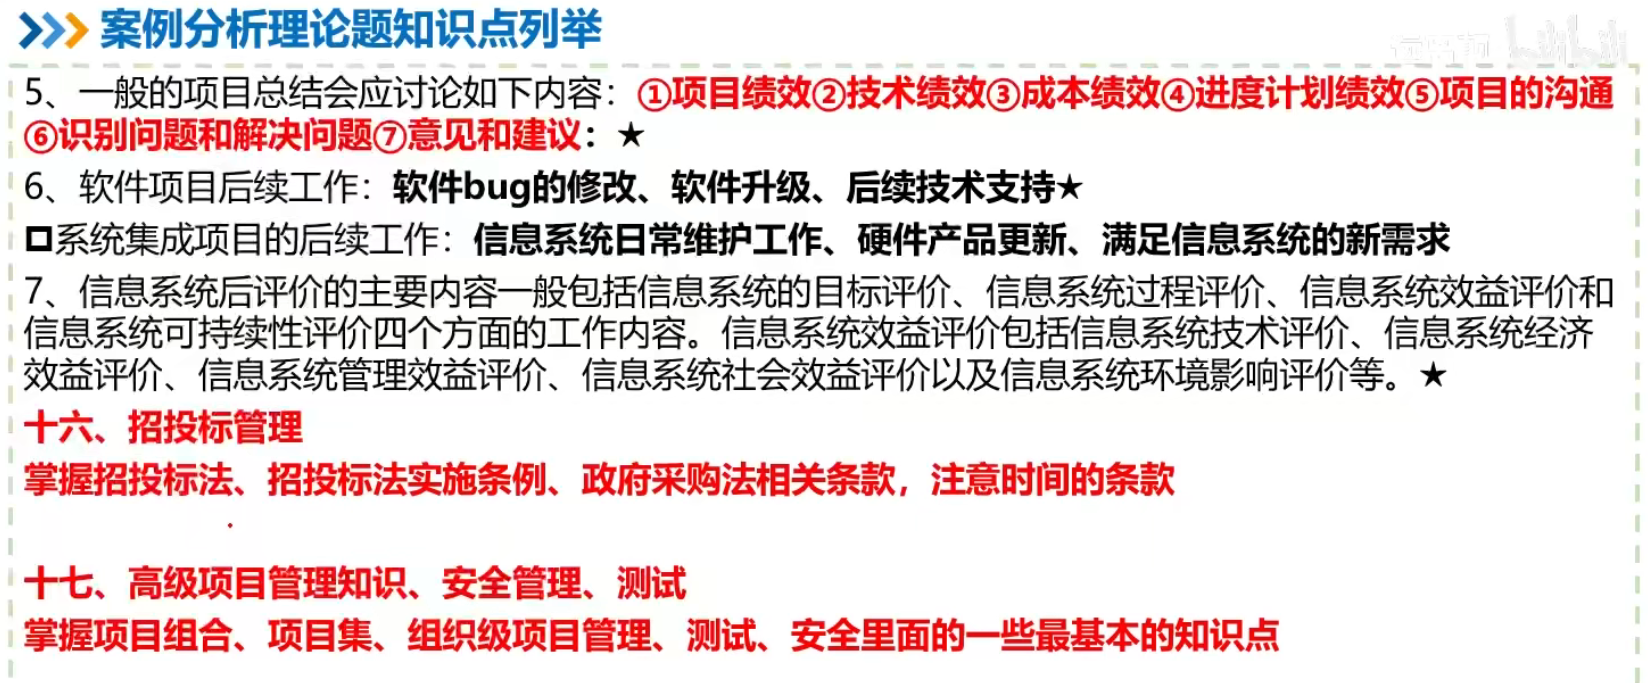 案例分析理论题知识点列举
5、一般的项目总结会应讨论如下内容：①项目绩效②技术绩效③成本绩效④进度计划绩效⑤项目的沟通
⑥识别问题和解决问题⑦意见和建议：★
6、软件项目后续工作：软件bug的修改、软件升级、后续技术支持★
系统集成项目的后续工作：信息系统日常维护工作、硬件产品更新、满足信息系统的新需求
7、信息系统后评价的主要内容一般包括信息系统的目标评价、信息系统过程评价、信息系统效益评价和
信息系统可持续性评价四个方面的工作内容。信息系统效益评价包括信息系统技术评价、信息系统经济
效益评价、信息系统管理效益评价、信息系统社会效益评价以及信息系统环境影响评价等。★
十六、招投标管理
掌握招投标法、招投标法实施条例、政府采购法相关条款，注意时间的条款
十七、高级项目管理知识、安全管理、测试
掌握项目组合、项目集、组织级项目管理、测试、安全里面的一些最基本的知识点